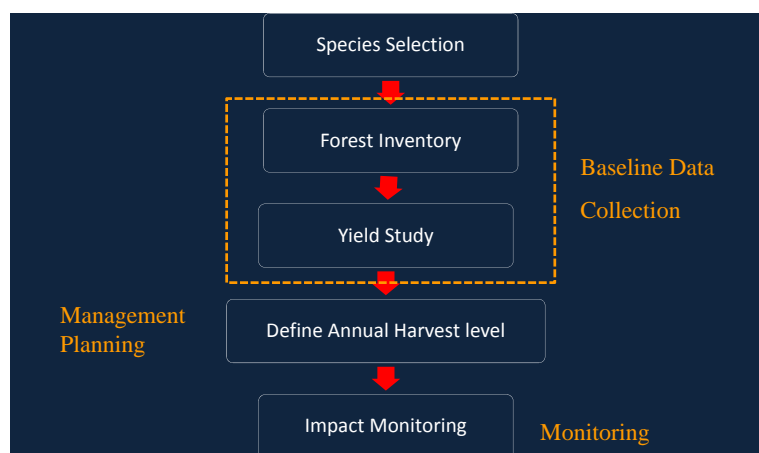 Species Selection
Forest Inventory
Baseline Data
Collection
Yield Study
Management
Planning
Define Annual Harvest level
Impact Monitoring
Monitoring